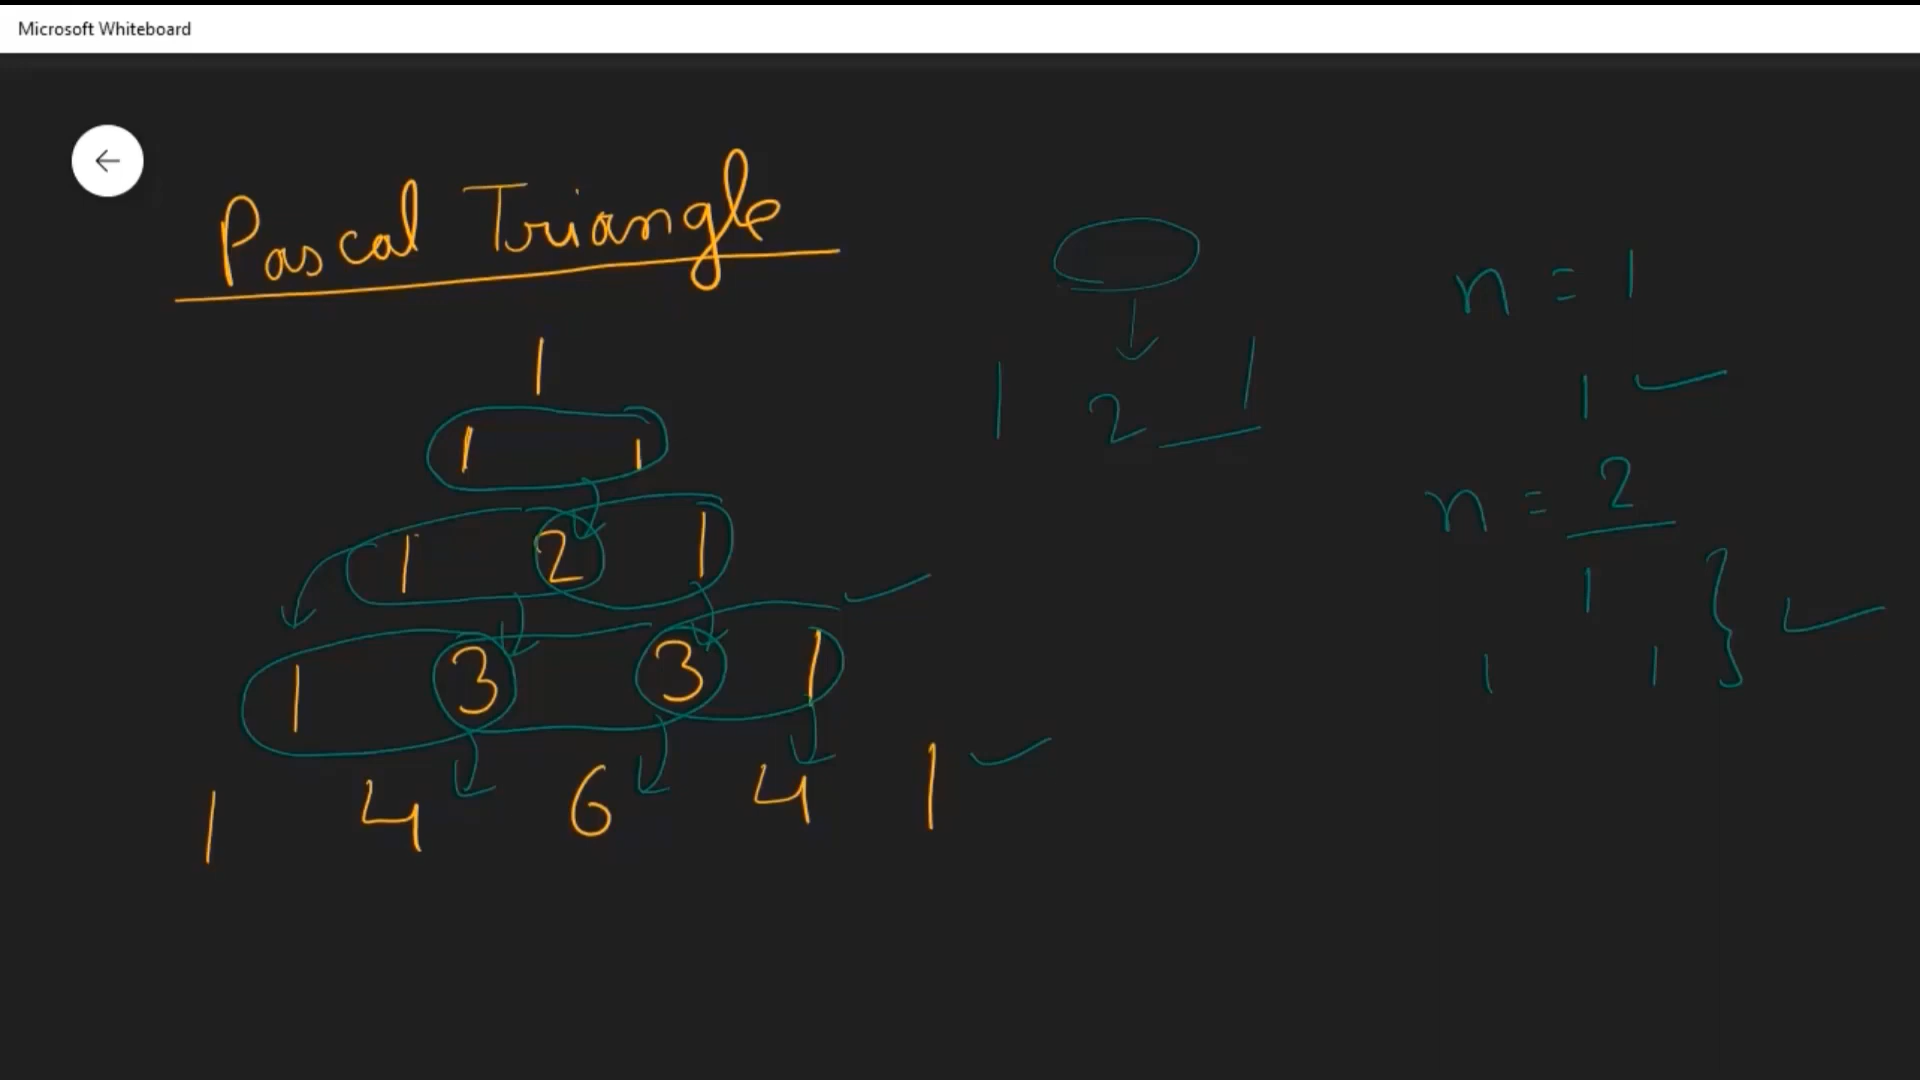 Microsoft Whiteboard
Pascal Triangle
1
1 1
1 2 1
1 3 3 1
1 4 6 4 1
1 2 1
n = 1
1
n = 2
1
1 1